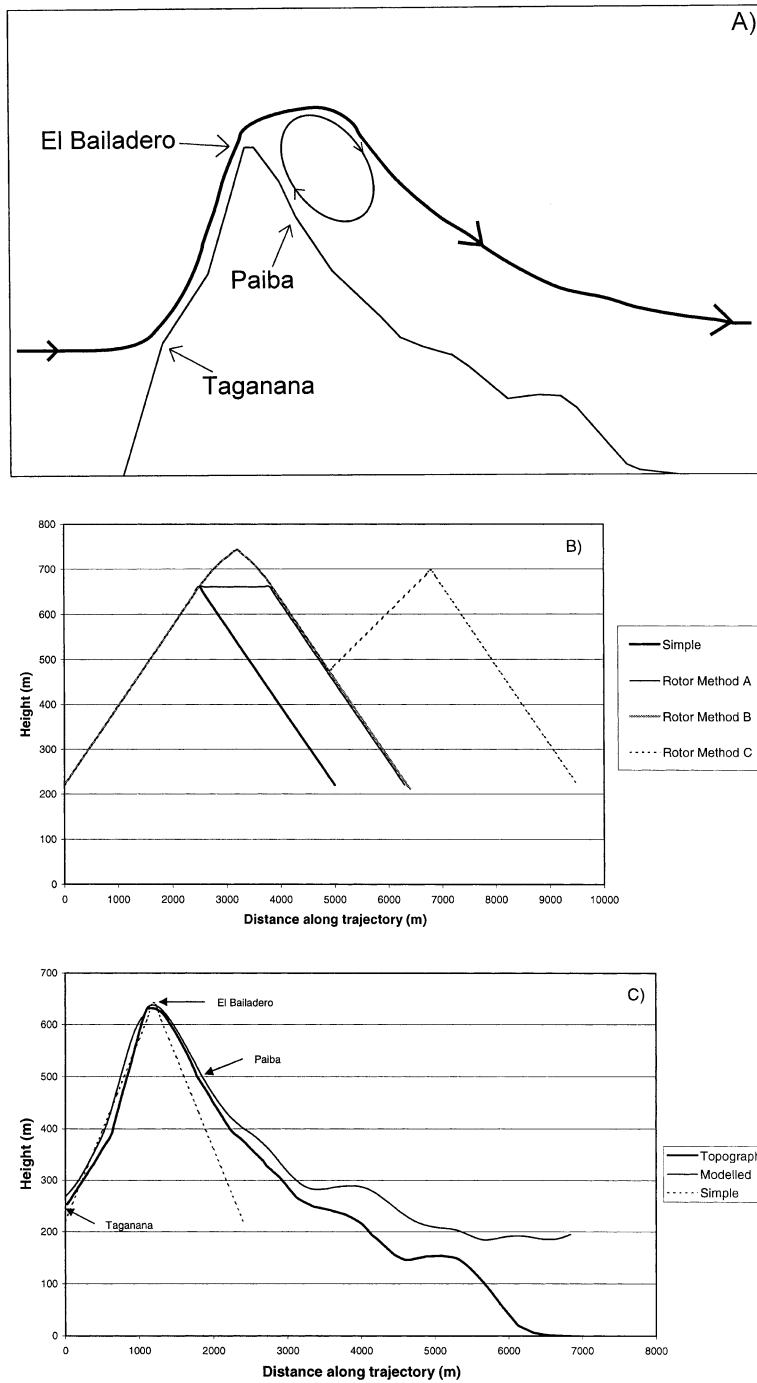 A)
El Bailadero
Paiba
Taganana
B)
800
700
600
500
400
300
200
100
0
Height (m)
0 1000 2000 3000 4000 5000 6000 7000 8000 9000 10000
Distance along trajectory (m)
Simple
Rotor Method A
Rotor Method B
Rotor Method C
C)
700
600
500
400
300
200
100
0
Height (m)
El Bailadero
Paiba
Taganana
0 1000 2000 3000 4000 5000 6000 7000 8000
Distance along trajectory (m)
Topograph
Modelled
Simple